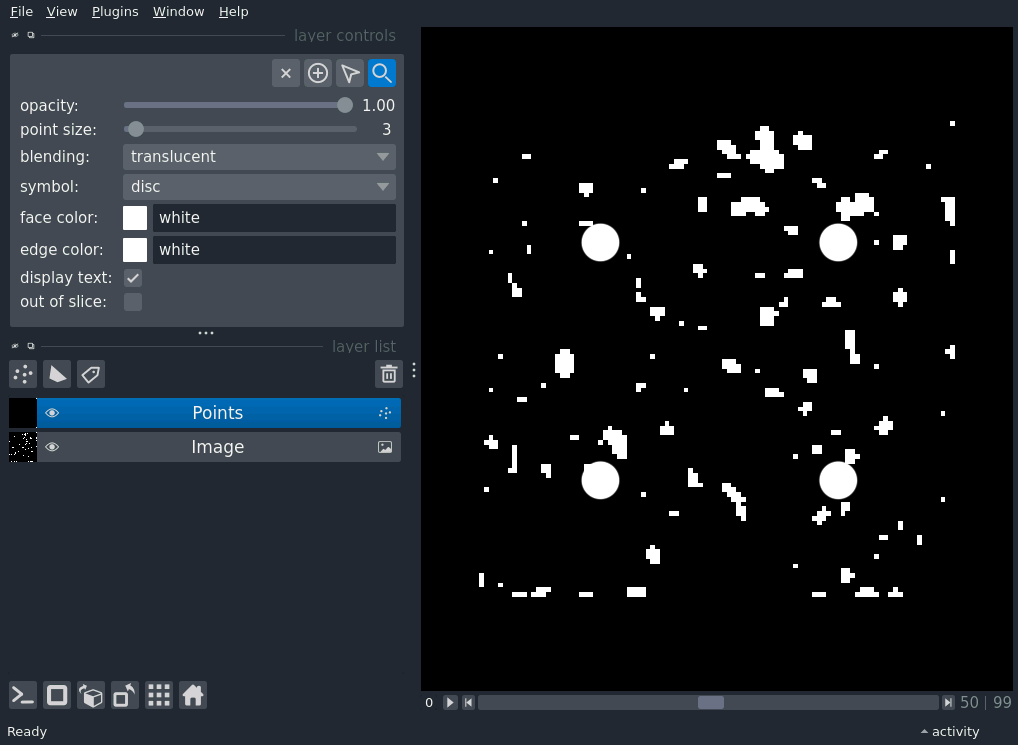 File View Plugins Window Help
layer controls
opacity: 1.00
point size: 3
blending: translucent
symbol: disc
face color: white
edge color: white
display text:
out of slice:
layer list
Points
Image
0 50 | 99
Ready activity